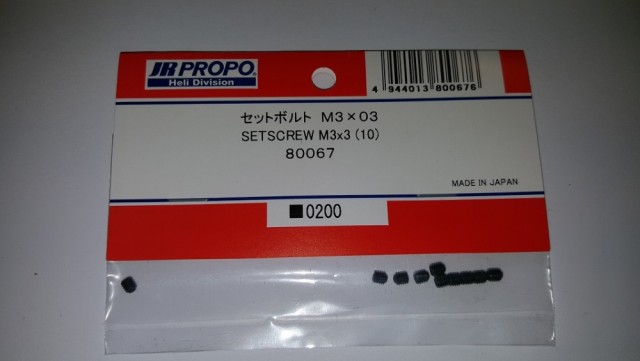 JR PROPO®
Heli Division
4 944013 800676
セットボルト M3×03
SETSCREW M3x3 (10)
80067
MADE IN JAPAN
■0200